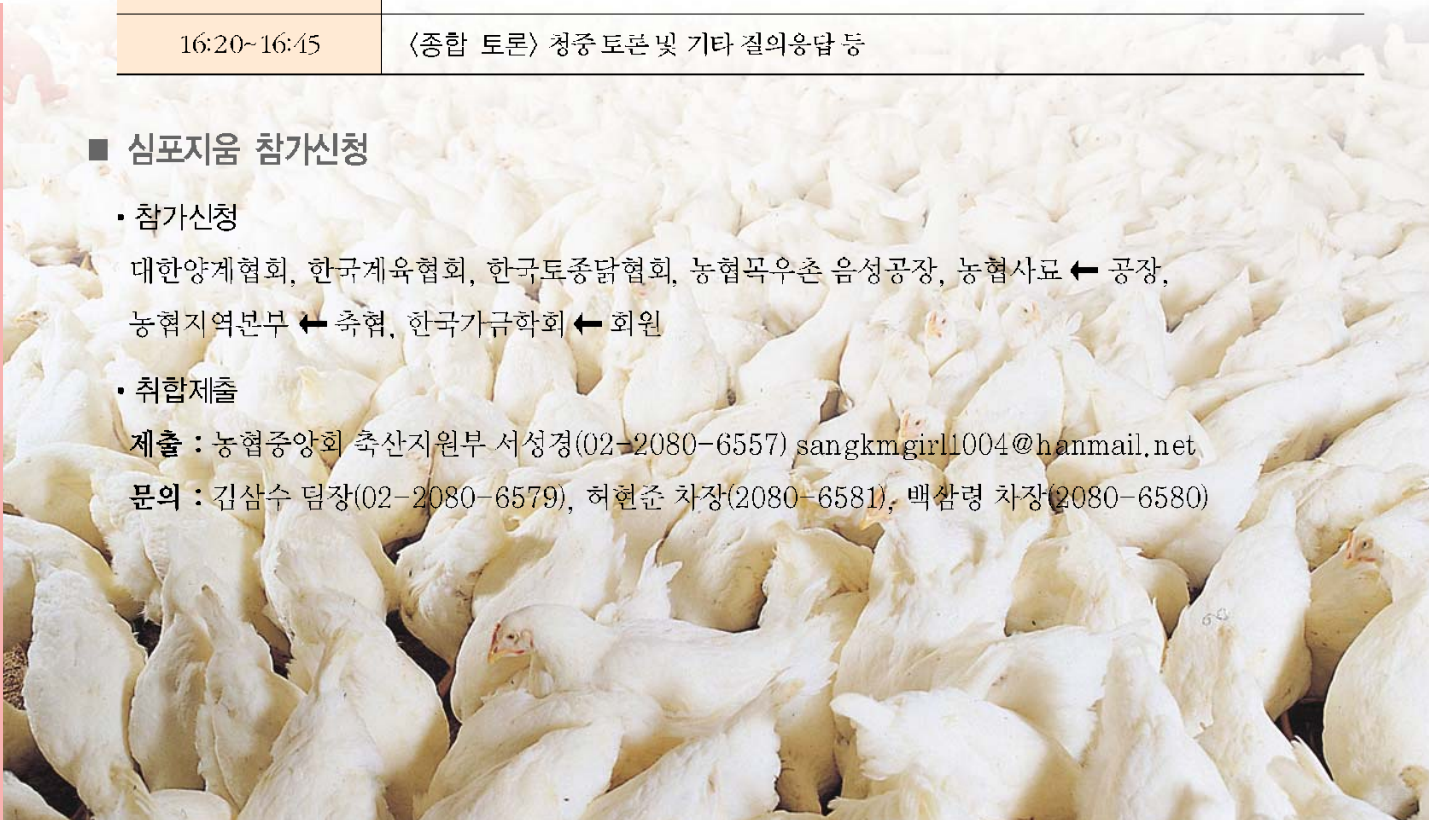 16:20~16:45 〈종합 토론〉 청중 토론 및 기타 질의응답 등
■ 심포지움 참가신청
• 참가신청
대한양계협회, 한국계육협회, 한국토종닭협회, 농협목우촌 음성공장, 농협사료 ← 공장,
농협지역본부 ← 축협, 한국가금학회 ← 회원
• 취합제출
제출 : 농협중앙회 축산지원부 서성경(02-2080-6557) sangkmgirl1004@hanmail.net
문의 : 김삼수 팀장(02-2080-6579), 허현준 차장(2080-6581), 백삼령 차장(2080-6580)